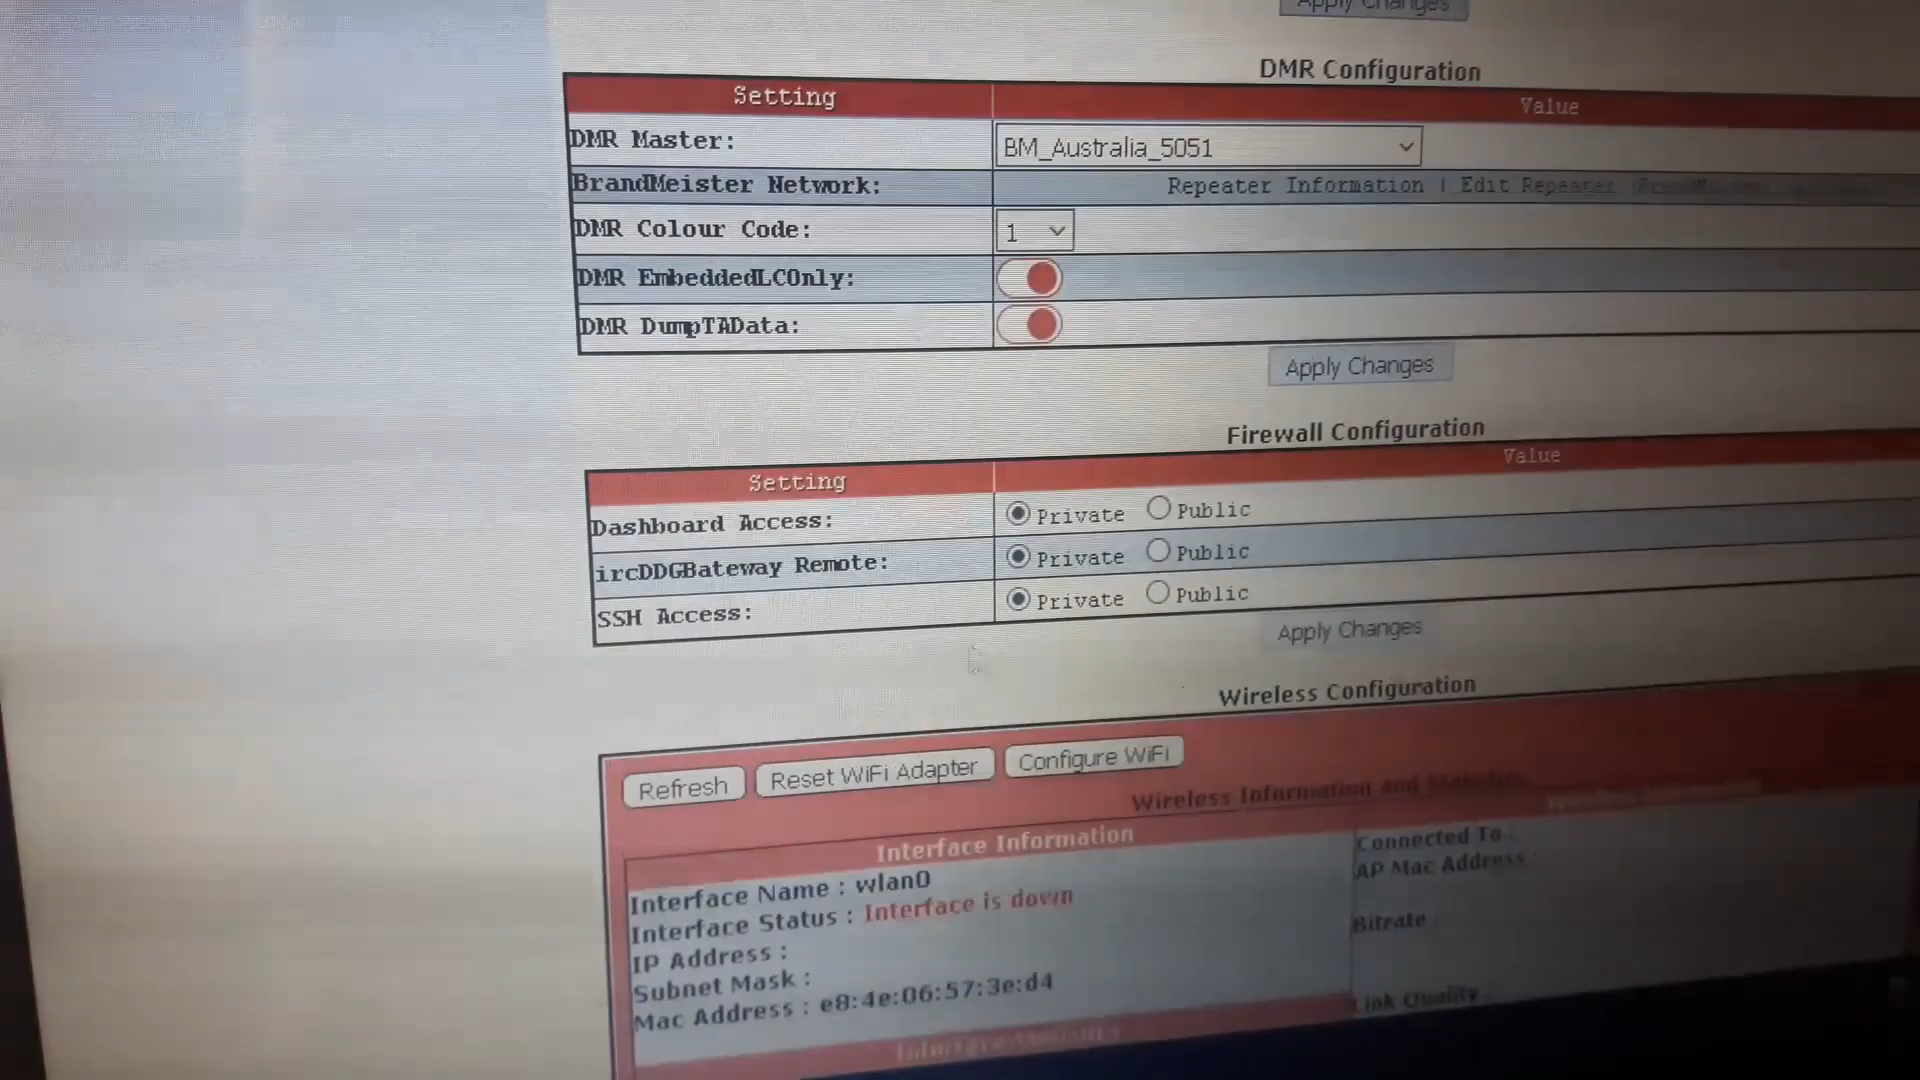 Apply Changes
DMR Configuration
Setting Value
DMR Master: BM_Australia_5051
BrandMeister Network: Repeater Information | Edit Repeater
DMR Colour Code: 1
DMR EmbeddedLCOnly:
DMR DumpTAData:
Apply Changes
Firewall Configuration
Setting Value
Dashboard Access: Private Public
ircDDGBateway Remote: Private Public
SSH Access: Private Public
Apply Changes
Wireless Configuration
Refresh Reset WiFi Adapter Configure WiFi
Wireless Information and Statistics
Interface Information
Interface Name : wlan0
Interface Status : Interface is down
IP Address :
Subnet Mask :
Mac Address : e8:4e:06:57:3e:d4
Connected To :
AP Mac Address :
Bitrate :
Link Quality